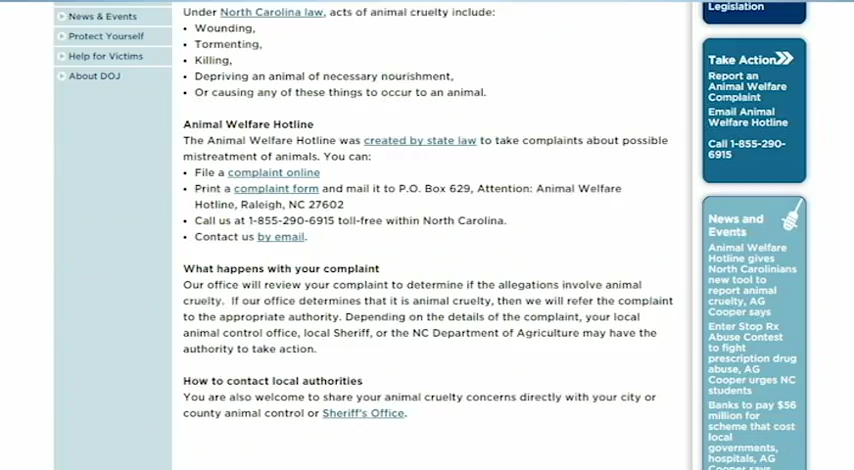 News & Events
Protect Yourself
Help for Victims
About DOJ
Under North Carolina law, acts of animal cruelty include:
• Wounding,
• Tormenting,
• Killing,
• Depriving an animal of necessary nourishment,
• Or causing any of these things to occur to an animal.
Animal Welfare Hotline
The Animal Welfare Hotline was created by state law to take complaints about possible
mistreatment of animals. You can:
• File a complaint online
• Print a complaint form and mail it to P.O. Box 629, Attention: Animal Welfare
Hotline, Raleigh, NC 27602
• Call us at 1-855-290-6915 toll-free within North Carolina.
• Contact us by email.
What happens with your complaint
Our office will review your complaint to determine if the allegations involve animal
cruelty. If our office determines that it is animal cruelty, then we will refer the complaint
to the appropriate authority. Depending on the details of the complaint, your local
animal control office, local Sheriff, or the NC Department of Agriculture may have the
authority to take action.
How to contact local authorities
You are also welcome to share your animal cruelty concerns directly with your city or
county animal control or Sheriff's Office.
Legislation
Take Action
Report an
Animal Welfare
Complaint
Email Animal
Welfare Hotline
Call 1-855-290-
6915
News and
Events
Animal Welfare
Hotline gives
North Carolinians
new tool to
report animal
cruelty, AG
Cooper says
Enter Stop Rx
Abuse Contest
to fight
prescription drug
abuse, AG
Cooper urges NC
students
Banks to pay $56
million for
scheme that cost
local
governments,
hospitals, AG
Cooper says